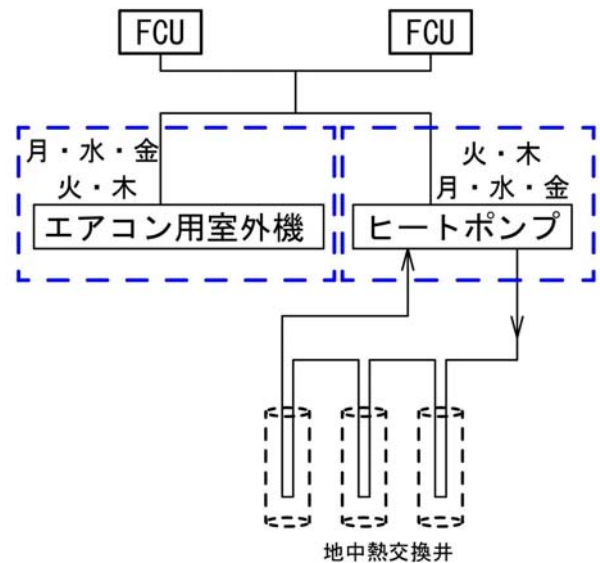 FCU
FCU
月・水・金
火・木
エアコン用室外機
火・木
月・水・金
ヒートポンプ
地中熱交換井